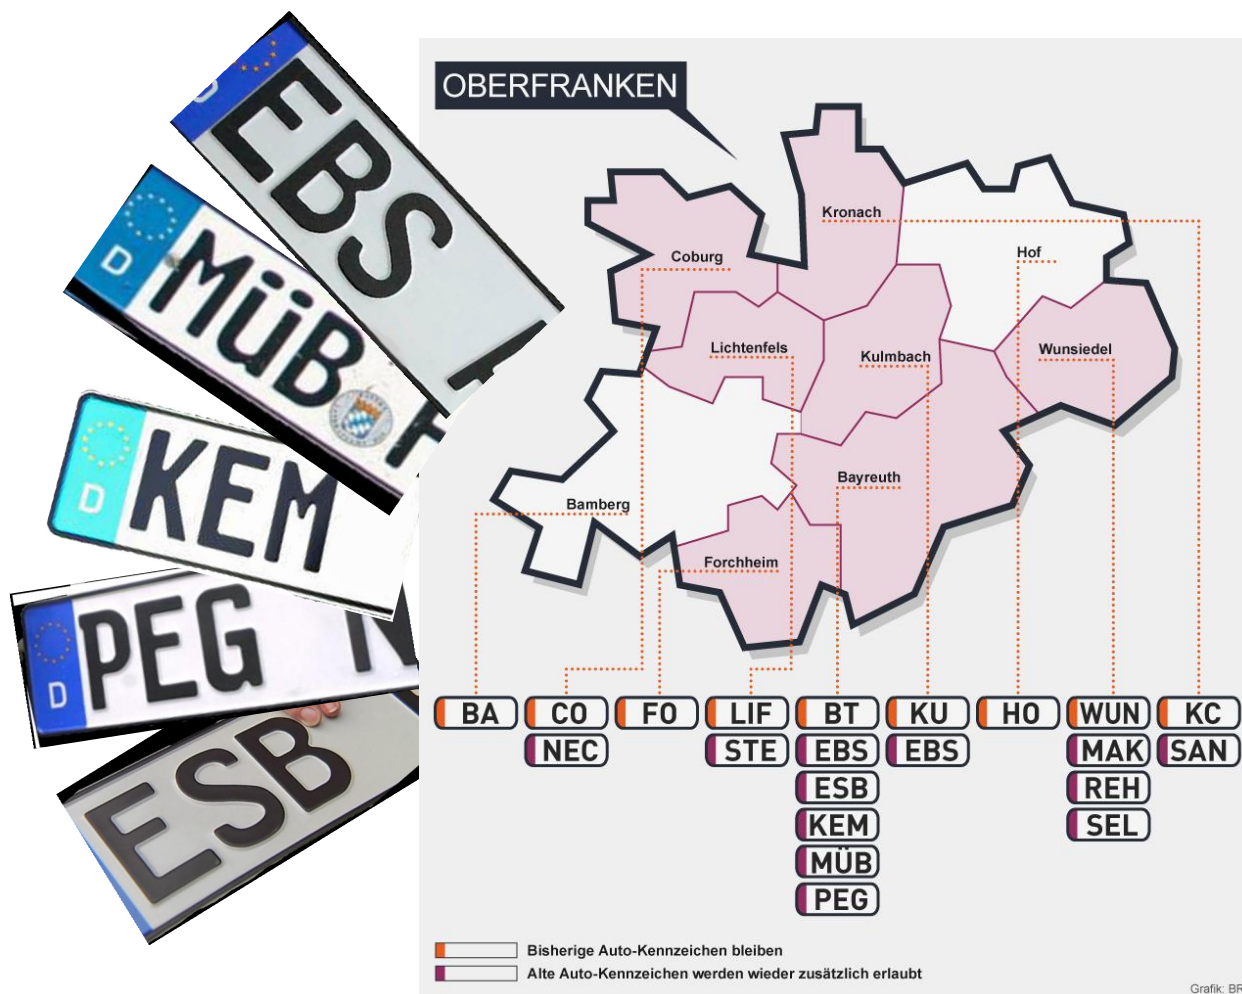 EBS
D
MÜB
D
KEM
D
PEG
D
ESB
OBERFRANKEN
Kronach
Coburg
Hof
Lichtenfels
Kulmbach
Wunsiedel
Bayreuth
Bamberg
Forchheim
BA CO FO LIF BT KU HO WUN KC
NEC STE EBS EBS MAK SAN
ESB REH
KEM SEL
MÜB
PEG
Bisherige Auto-Kennzeichen bleiben
Alte Auto-Kennzeichen werden wieder zusätzlich erlaubt
Grafik: BR